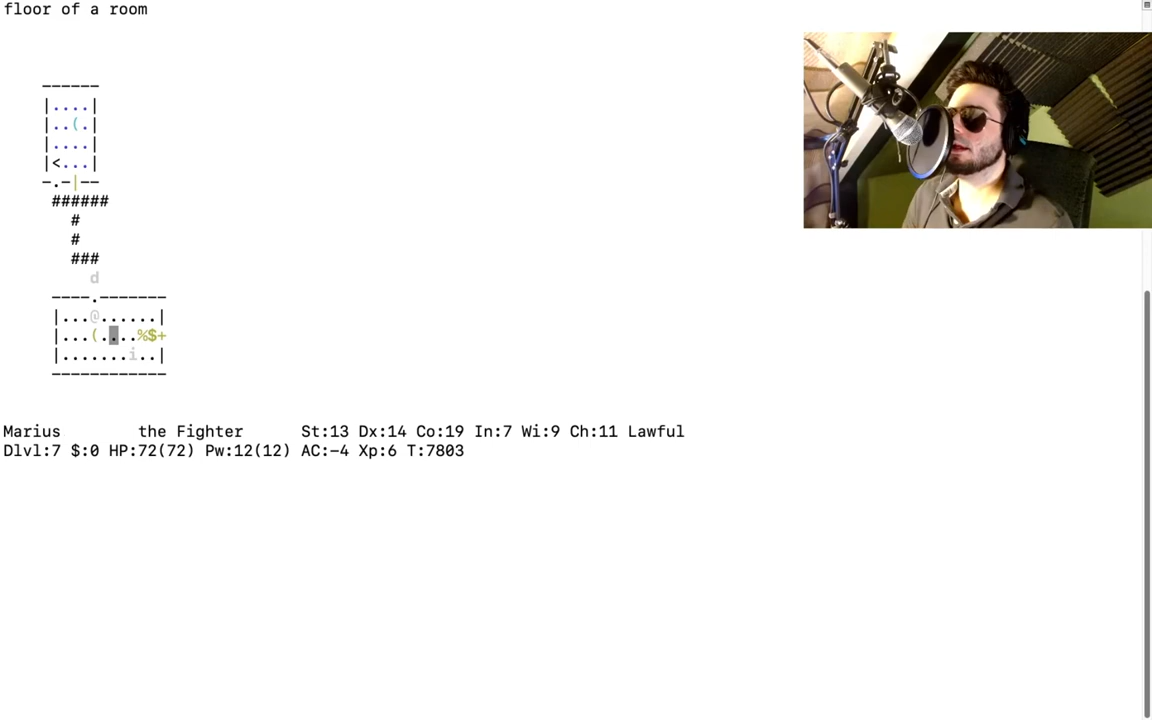 floor of a room
------
|....|
|..(.|
|....|
|<...|
-.-|--
######
#
#
###
d
----.-------
|...@......|
|...(....%$+
|.......i..|
------------
Marius the Fighter St:13 Dx:14 Co:19 In:7 Wi:9 Ch:11 Lawful
Dlvl:7 $:0 HP:72(72) Pw:12(12) AC:-4 Xp:6 T:7803